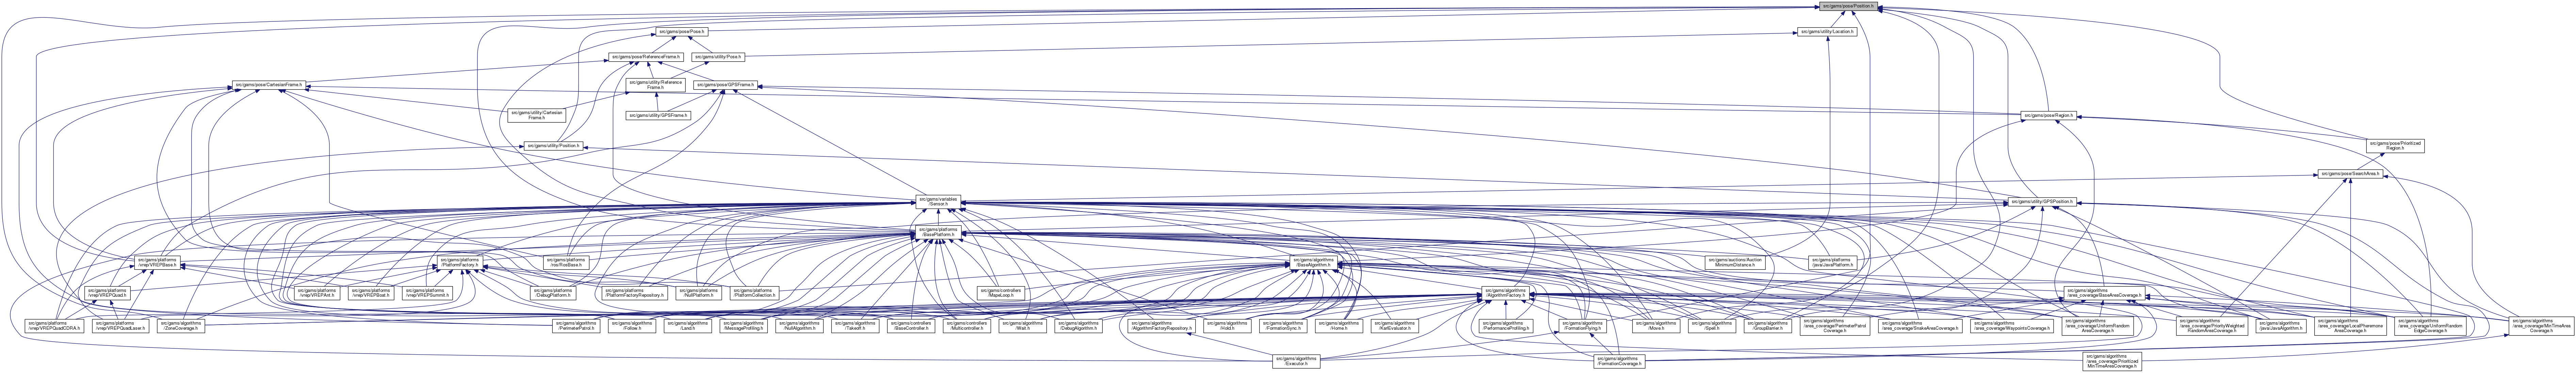 src/gams/pose/Position.h
src/gams/pose/Pose.h
src/gams/utility/Location.h
src/gams/pose/ReferenceFrame.h
src/gams/utility/Pose.h
src/gams/pose/CartesianFrame.h
src/gams/utility/Reference
Frame.h
src/gams/pose/GPSFrame.h
src/gams/utility/Cartesian
Frame.h
src/gams/utility/GPSFrame.h
src/gams/pose/Region.h
src/gams/utility/Position.h
src/gams/pose/Prioritized
Region.h
src/gams/pose/SearchArea.h
src/gams/variables
/Sensor.h
src/gams/utility/GPSPosition.h
src/gams/platforms
/BasePlatform.h
src/gams/platforms
/vrep/VREPBase.h
src/gams/platforms
/PlatformFactory.h
src/gams/platforms
/ros/RosBase.h
src/gams/algorithms
/BaseAlgorithm.h
src/gams/auctions/Auction
MinimumDistance.h
src/gams/platforms
/java/JavaPlatform.h
src/gams/platforms
/vrep/VREPQuad.h
src/gams/platforms
/vrep/VREPAnt.h
src/gams/platforms
/vrep/VREPBoat.h
src/gams/platforms
/vrep/VREPSummit.h
src/gams/platforms
/DebugPlatform.h
src/gams/platforms
/PlatformFactoryRepository.h
src/gams/platforms
/NullPlatform.h
src/gams/platforms
/PlatformCollection.h
src/gams/controllers
/MapeLoop.h
src/gams/algorithms
/AlgorithmFactory.h
src/gams/algorithms
/area_coverage/BaseAreaCoverage.h
src/gams/platforms
/vrep/VREPQuadCDRA.h
src/gams/platforms
/vrep/VREPQuadLaser.h
src/gams/algorithms
/ZoneCoverage.h
src/gams/algorithms
/PerimeterPatrol.h
src/gams/algorithms
/Follow.h
src/gams/algorithms
/Land.h
src/gams/algorithms
/MessageProfiling.h
src/gams/algorithms
/NullAlgorithm.h
src/gams/algorithms
/Takeoff.h
src/gams/controllers
/BaseController.h
src/gams/controllers
/Multicontroller.h
src/gams/algorithms
/Wait.h
src/gams/algorithms
/DebugAlgorithm.h
src/gams/algorithms
/AlgorithmFactoryRepository.h
src/gams/algorithms
/Hold.h
src/gams/algorithms
/FormationSync.h
src/gams/algorithms
/Home.h
src/gams/algorithms
/KarlEvaluator.h
src/gams/algorithms
/PerformanceProfiling.h
src/gams/algorithms
/FormationFlying.h
src/gams/algorithms
/Move.h
src/gams/algorithms
/Spell.h
src/gams/algorithms
/GroupBarrier.h
src/gams/algorithms
/area_coverage/PerimeterPatrol
Coverage.h
src/gams/algorithms
/area_coverage/SnakeAreaCoverage.h
src/gams/algorithms
/area_coverage/WaypointsCoverage.h
src/gams/algorithms
/area_coverage/UniformRandom
AreaCoverage.h
src/gams/algorithms
/area_coverage/PriorityWeighted
RandomAreaCoverage.h
src/gams/algorithms
/java/JavaAlgorithm.h
src/gams/algorithms
/area_coverage/LocalPheremone
AreaCoverage.h
src/gams/algorithms
/area_coverage/UniformRandom
EdgeCoverage.h
src/gams/algorithms
/area_coverage/MinTimeArea
Coverage.h
src/gams/algorithms
/Executor.h
src/gams/algorithms
/FormationCoverage.h
src/gams/algorithms
/area_coverage/Prioritized
MinTimeAreaCoverage.h